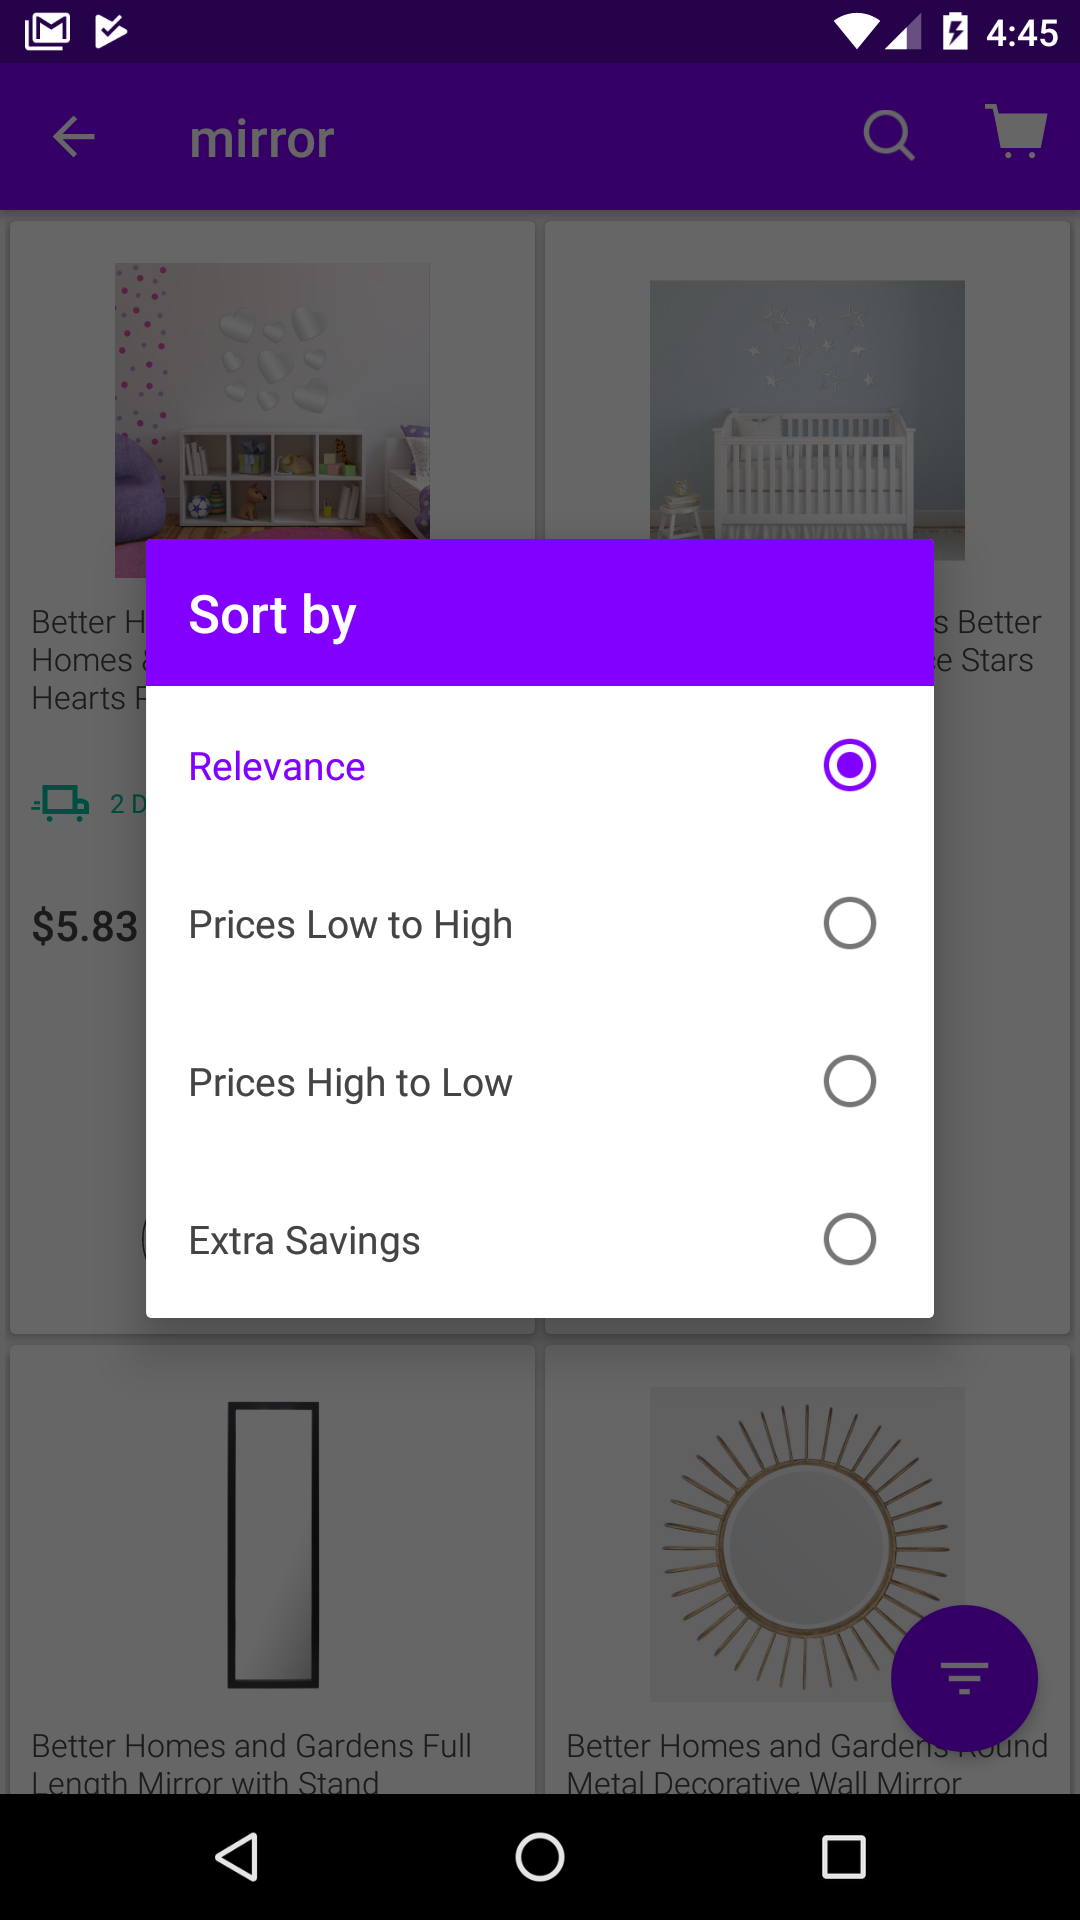 4:45
mirror
Better H
Homes
Hearts
s Better
e Stars
2 D
$5.83
Sort by
Relevance
Prices Low to High
Prices High to Low
Extra Savings
Better Homes and Gardens Full
Length Mirror with Stand
Better Homes and Gardens Round
Metal Decorative Wall Mirror